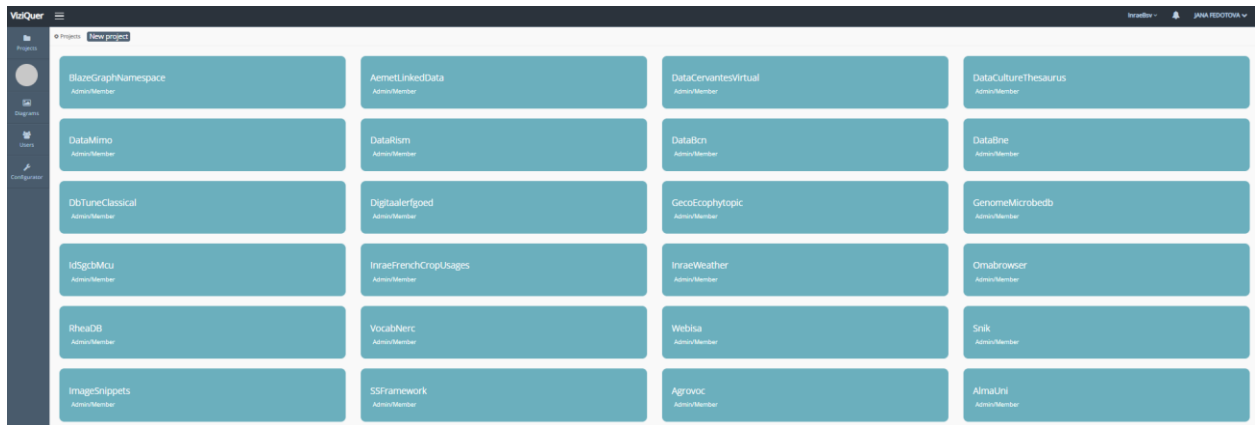 ViziQuer
InraeBsv
JANA FEDOTOVA
Projects
Projects New project
Diagrams
Users
Configurator
BlazeGraphNamespace
Admin/Member
AemetLinkedData
Admin/Member
DataCervantesVirtual
Admin/Member
DataCultureThesaurus
Admin/Member
DataMimo
Admin/Member
DataRism
Admin/Member
DataBcn
Admin/Member
DataBne
Admin/Member
DbTuneClassical
Admin/Member
Digitaalerfgoed
Admin/Member
GecoEcophytopic
Admin/Member
GenomeMicrobedb
Admin/Member
IdSgcbMcu
Admin/Member
InraeFrenchCropUsages
Admin/Member
InraeWeather
Admin/Member
Omabrowser
Admin/Member
RheaDB
Admin/Member
VocabNerc
Admin/Member
Webisa
Admin/Member
Snik
Admin/Member
ImageSnippets
Admin/Member
SSFramework
Admin/Member
Agrovoc
Admin/Member
AlmaUni
Admin/Member